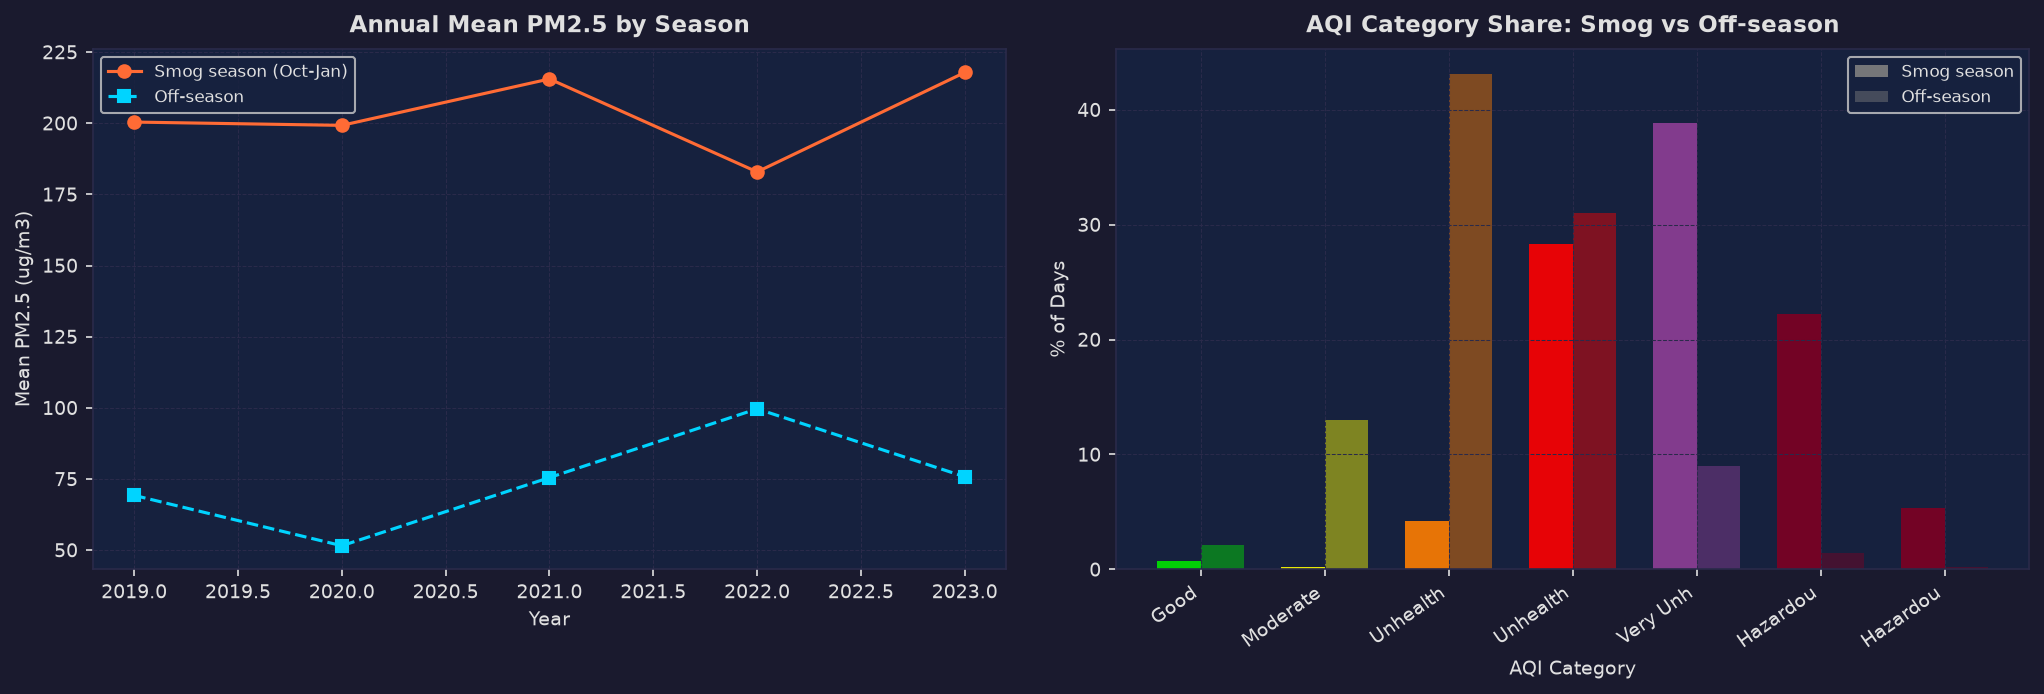 Annual Mean PM2.5 by Season
225
200
175
150
125
100
75
50
Mean PM2.5 (ug/m3)
Smog season (Oct-Jan)
Off-season
2019.0 2019.5 2020.0 2020.5 2021.0 2021.5 2022.0 2022.5 2023.0
Year
AQI Category Share: Smog vs Off-season
40
30
20
10
0
% of Days
Smog season
Off-season
Good Moderate Unhealth Unhealth Very Unh Hazardou Hazardou
AQI Category